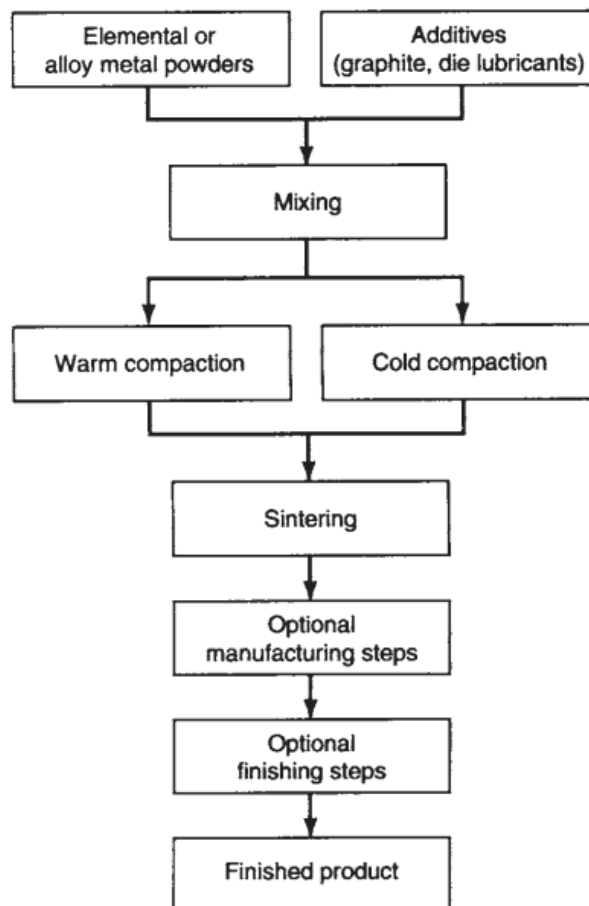 Elemental or
alloy metal powders
Additives
(graphite, die lubricants)
Mixing
Warm compaction
Cold compaction
Sintering
Optional
manufacturing steps
Optional
finishing steps
Finished product